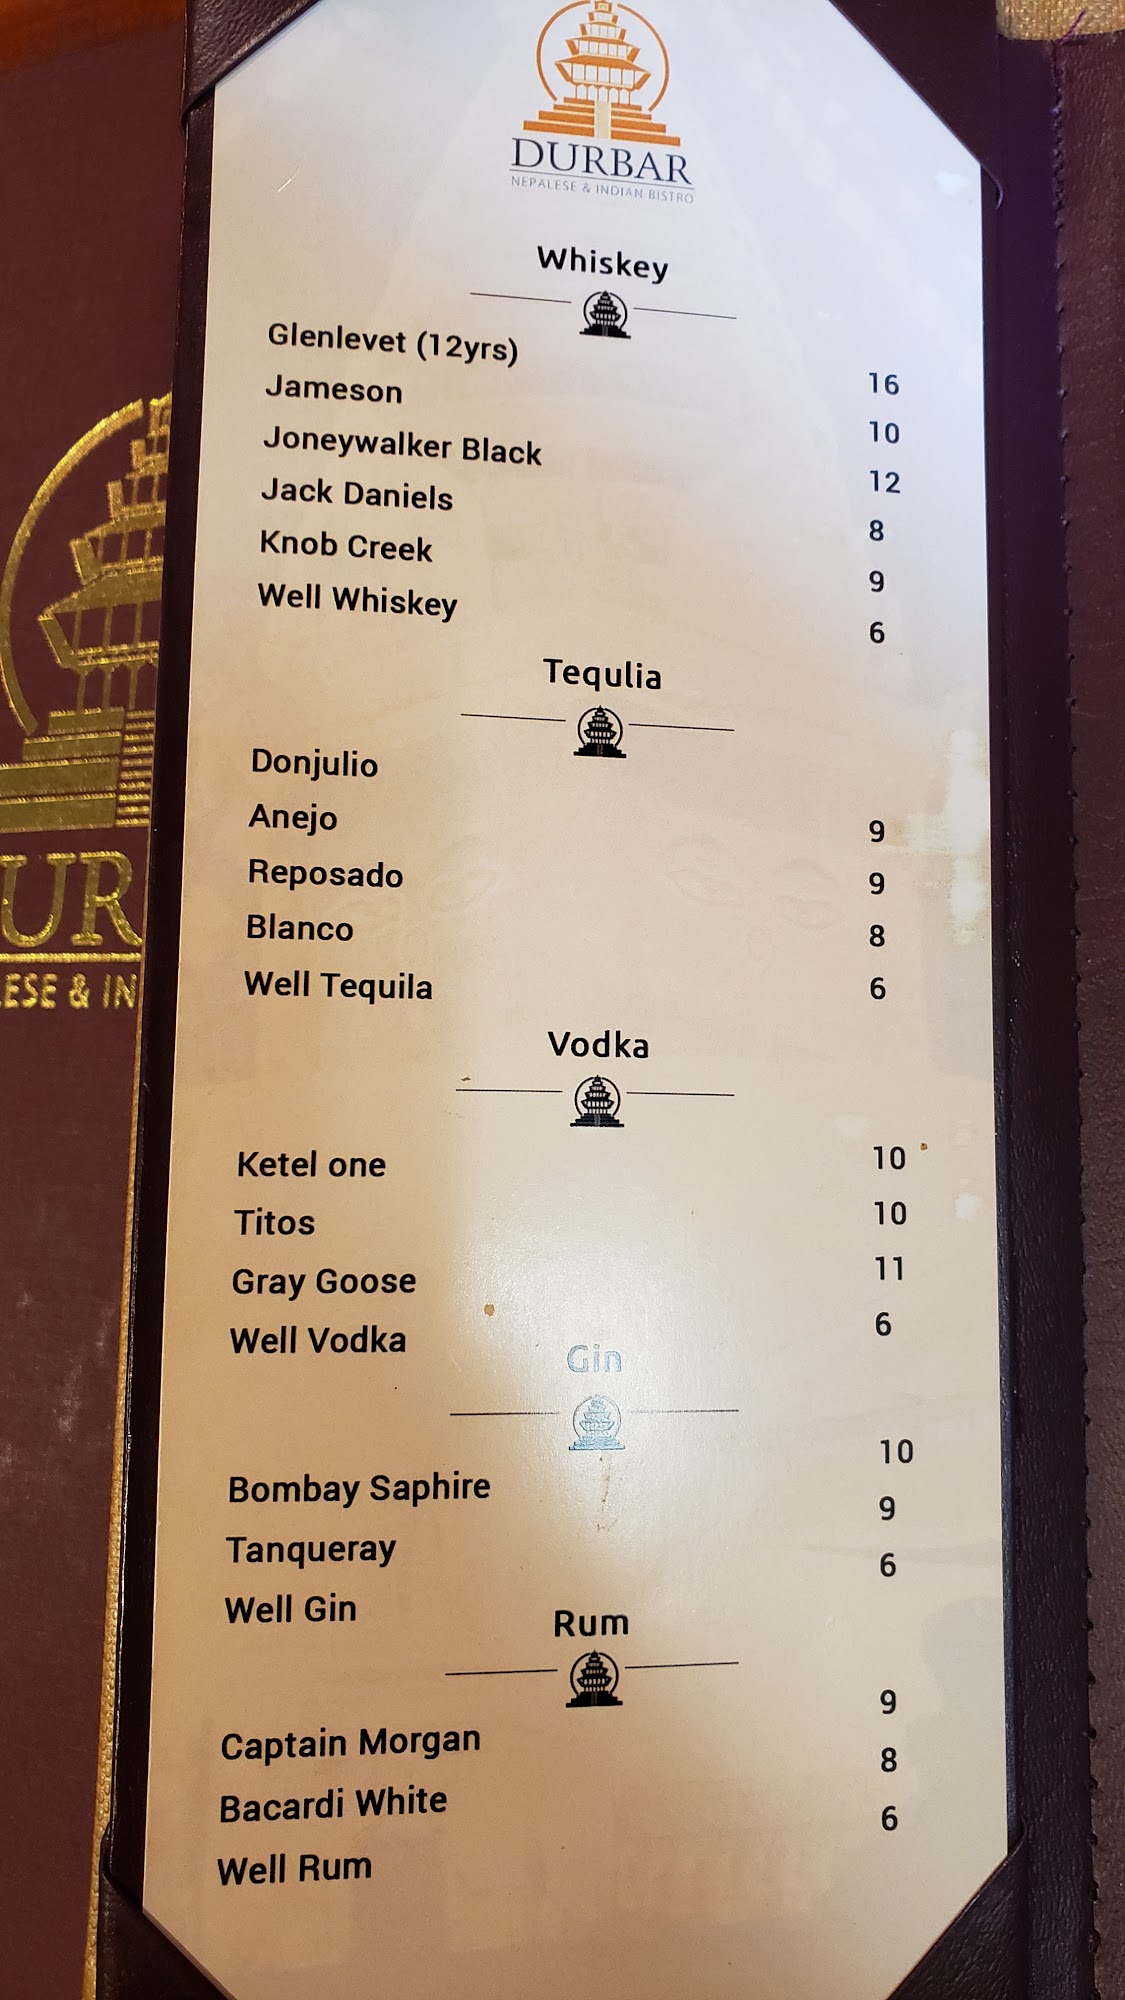 DURBAR
NEPALESE & INDIAN BISTRO
Whiskey
Glenlevet (12yrs) 16
Jameson 10
Joneywalker Black 12
Jack Daniels 8
Knob Creek 9
Well Whiskey 6
Tequlia
Donjulio
Anejo 9
Reposado 9
Blanco 8
Well Tequila 6
Vodka
Ketel one 10
Titos 10
Gray Goose 11
Well Vodka 6
Gin
Bombay Saphire 10
Tanqueray 9
Well Gin 6
Rum
Captain Morgan 9
Bacardi White 8
Well Rum 6
UR
ESE & IN